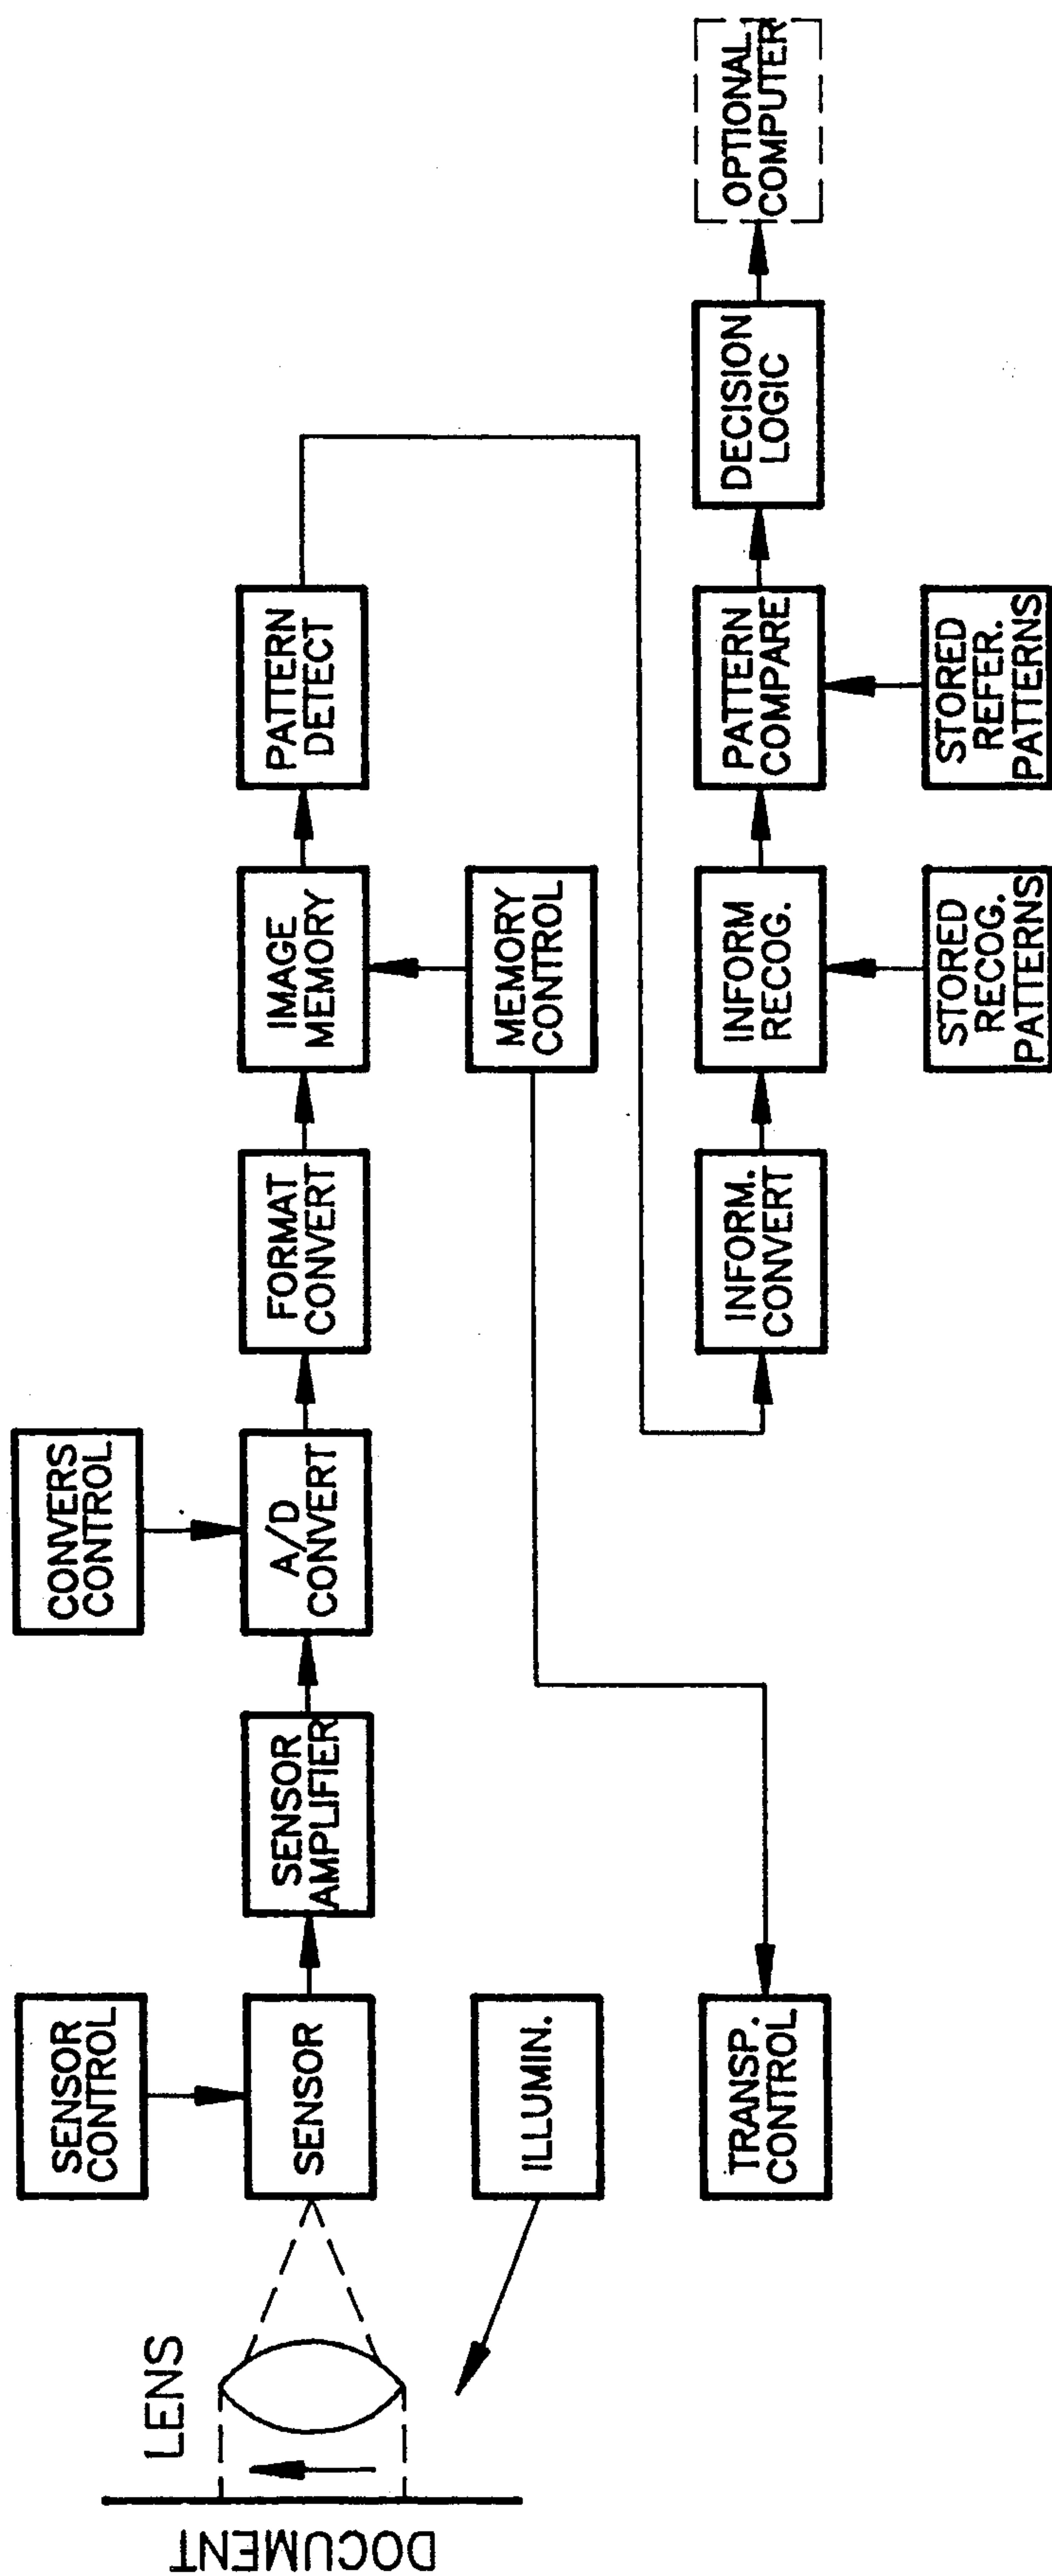 DOCUMENT
LENS
SENSOR
CONTROL
SENSOR
ILLUMIN.
TRANSP.
CONTROL
SENSOR
AMPLIFIER
CONVERS
CONTROL
A/D
CONVERT
FORMAT
CONVERT
IMAGE
MEMORY
MEMORY
CONTROL
PATTERN
DETECT
INFORM.
CONVERT
INFORM
RECOG.
STORED
RECOG.
PATTERNS
PATTERN
COMPARE
STORED
REFER.
PATTERNS
DECISION
LOGIC
OPTIONAL
COMPUTER